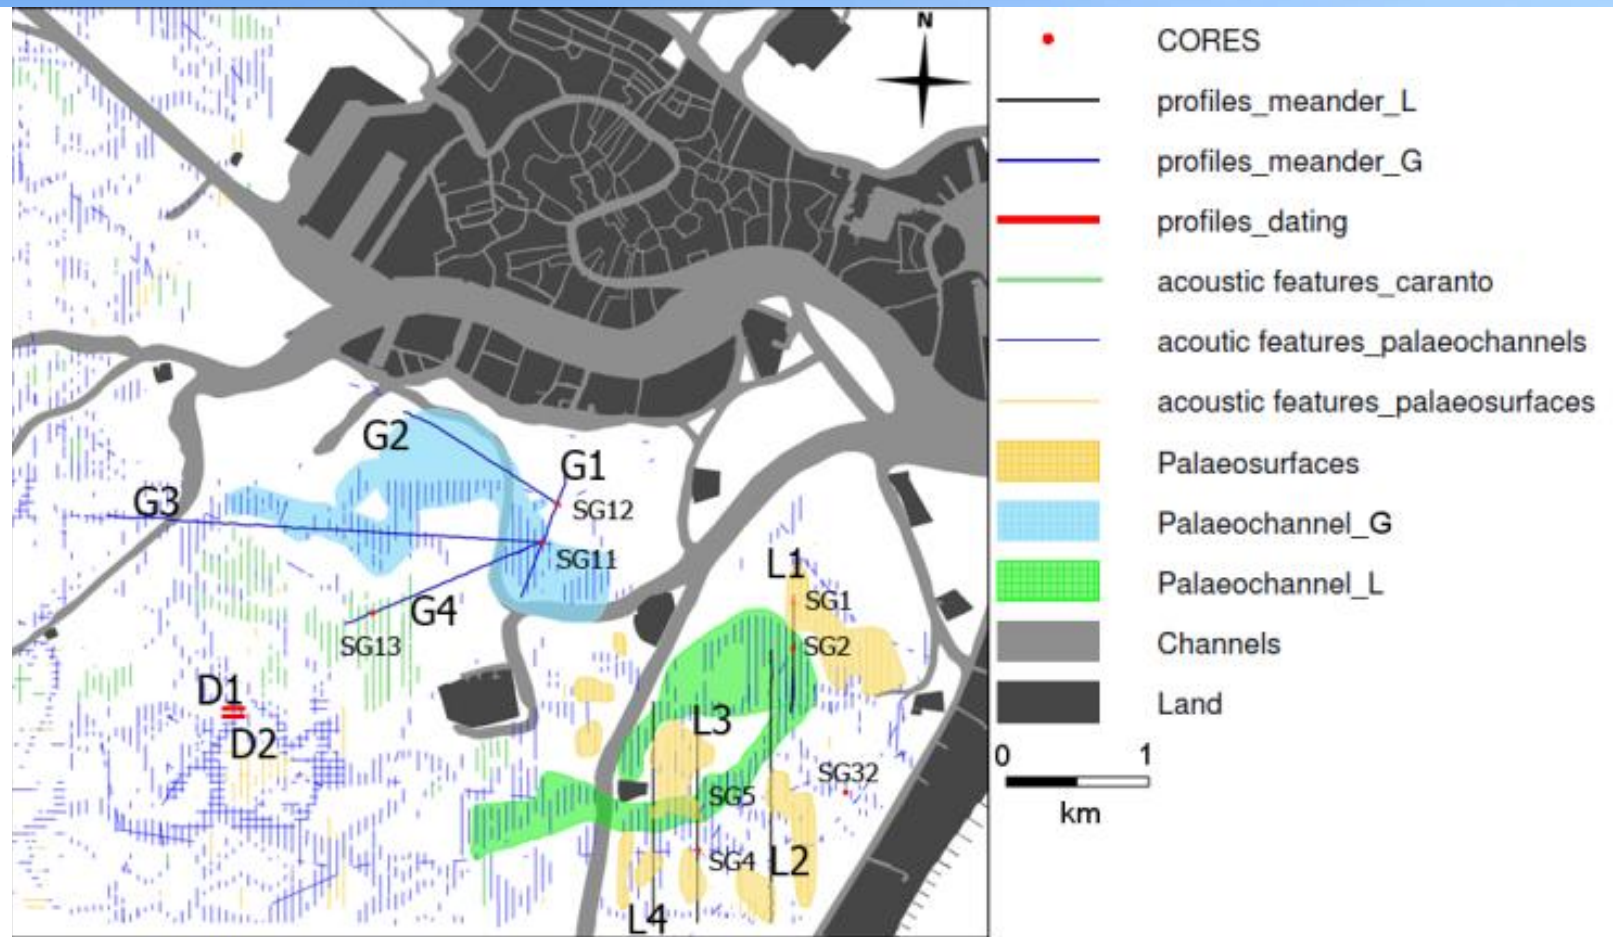 N
G2
G1
SG12
G3
SG11
G4
SG13
L1
SG1
SG2
D1
D2
L3
SG32
SG5
SG4
L2
L4
CORES
profiles_meander_L
profiles_meander_G
profiles_dating
acoustic features_caranto
acoutic features_palaeochannels
acoustic features_palaeosurfaces
Palaeosurfaces
Palaeochannel_G
Palaeochannel_L
Channels
Land
0 1
km